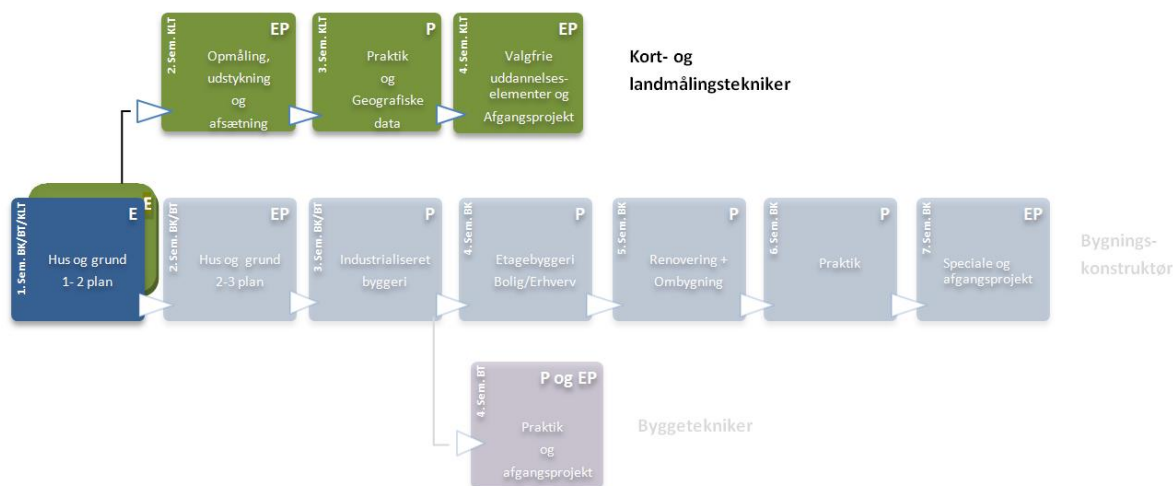 2. Sem. KLT
EP
Opmåling,
udstykning
og
afsætning
3. Sem. KLT
P
Praktik
og
Geografiske
data
4. Sem. KLT
EP
Valgfrie
uddannelses-
elementer og
Afgangsprojekt
Kort- og
landmålingstekniker
E
1. Sem. BK/BT/KLT
E
Hus og grund
1- 2 plan
2. Sem. BK/BT
EP
Hus og grund
2-3 plan
3. Sem. BK/BT
P
Industrialiseret
byggeri
4. Sem. BK
P
Etagebyggeri
Bolig/Erhverv
5. Sem. BK
P
Renovering +
Ombygning
6. Sem. BK
P
Praktik
7. Sem. BK
EP
Speciale og
afgangsprojekt
Bygnings-
konstruktør
4. Sem. BT
P og EP
Praktik
og
afgangsprojekt
Byggetekniker